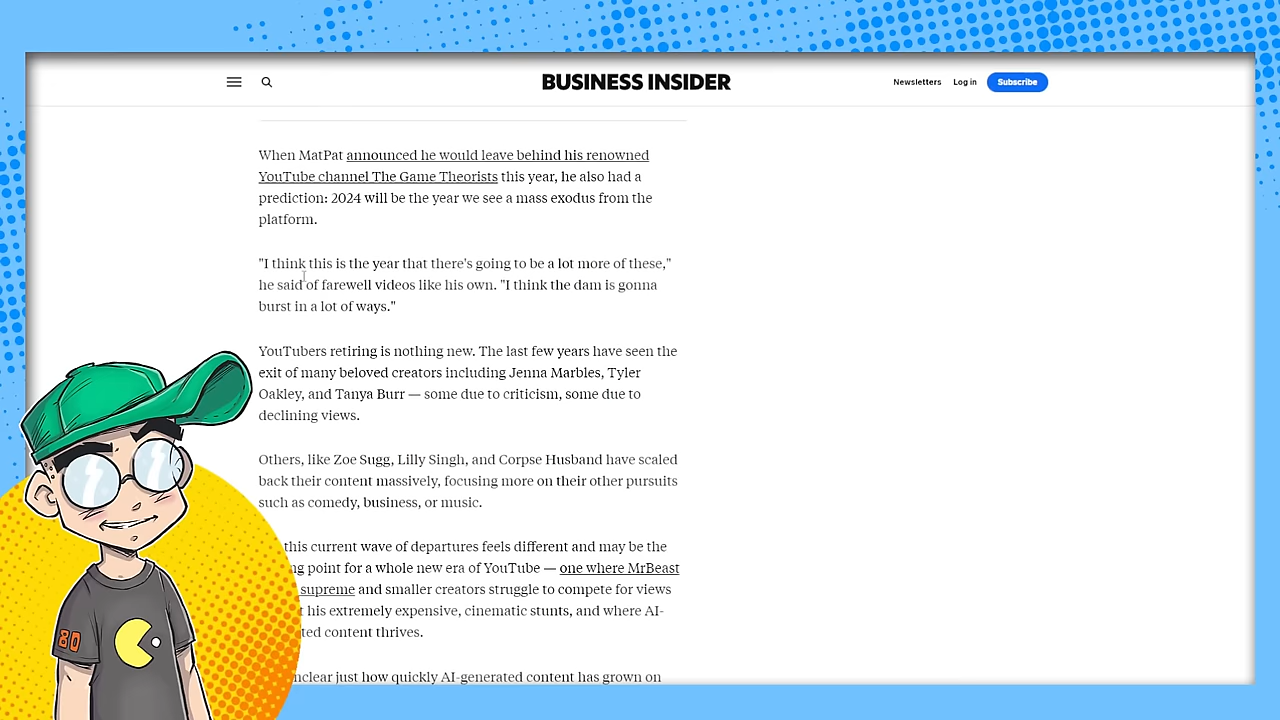 BUSINESS INSIDER
Newsletters Log in Subscribe
When MatPat announced he would leave behind his renowned
YouTube channel The Game Theorists this year, he also had a
prediction: 2024 will be the year we see a mass exodus from the
platform.
"I think this is the year that there's going to be a lot more of these,"
he said of farewell videos like his own. "I think the dam is gonna
burst in a lot of ways."
YouTubers retiring is nothing new. The last few years have seen the
exit of many beloved creators including Jenna Marbles, Tyler
Oakley, and Tanya Burr — some due to criticism, some due to
declining views.
Others, like Zoe Sugg, Lilly Singh, and Corpse Husband have scaled
back their content massively, focusing more on their other pursuits
such as comedy, business, or music.
this current wave of departures feels different and may be the
point for a whole new era of YouTube — one where MrBeast
supreme and smaller creators struggle to compete for views
his extremely expensive, cinematic stunts, and where AI-
content thrives.
just how quickly AI-generated content has grown on
80